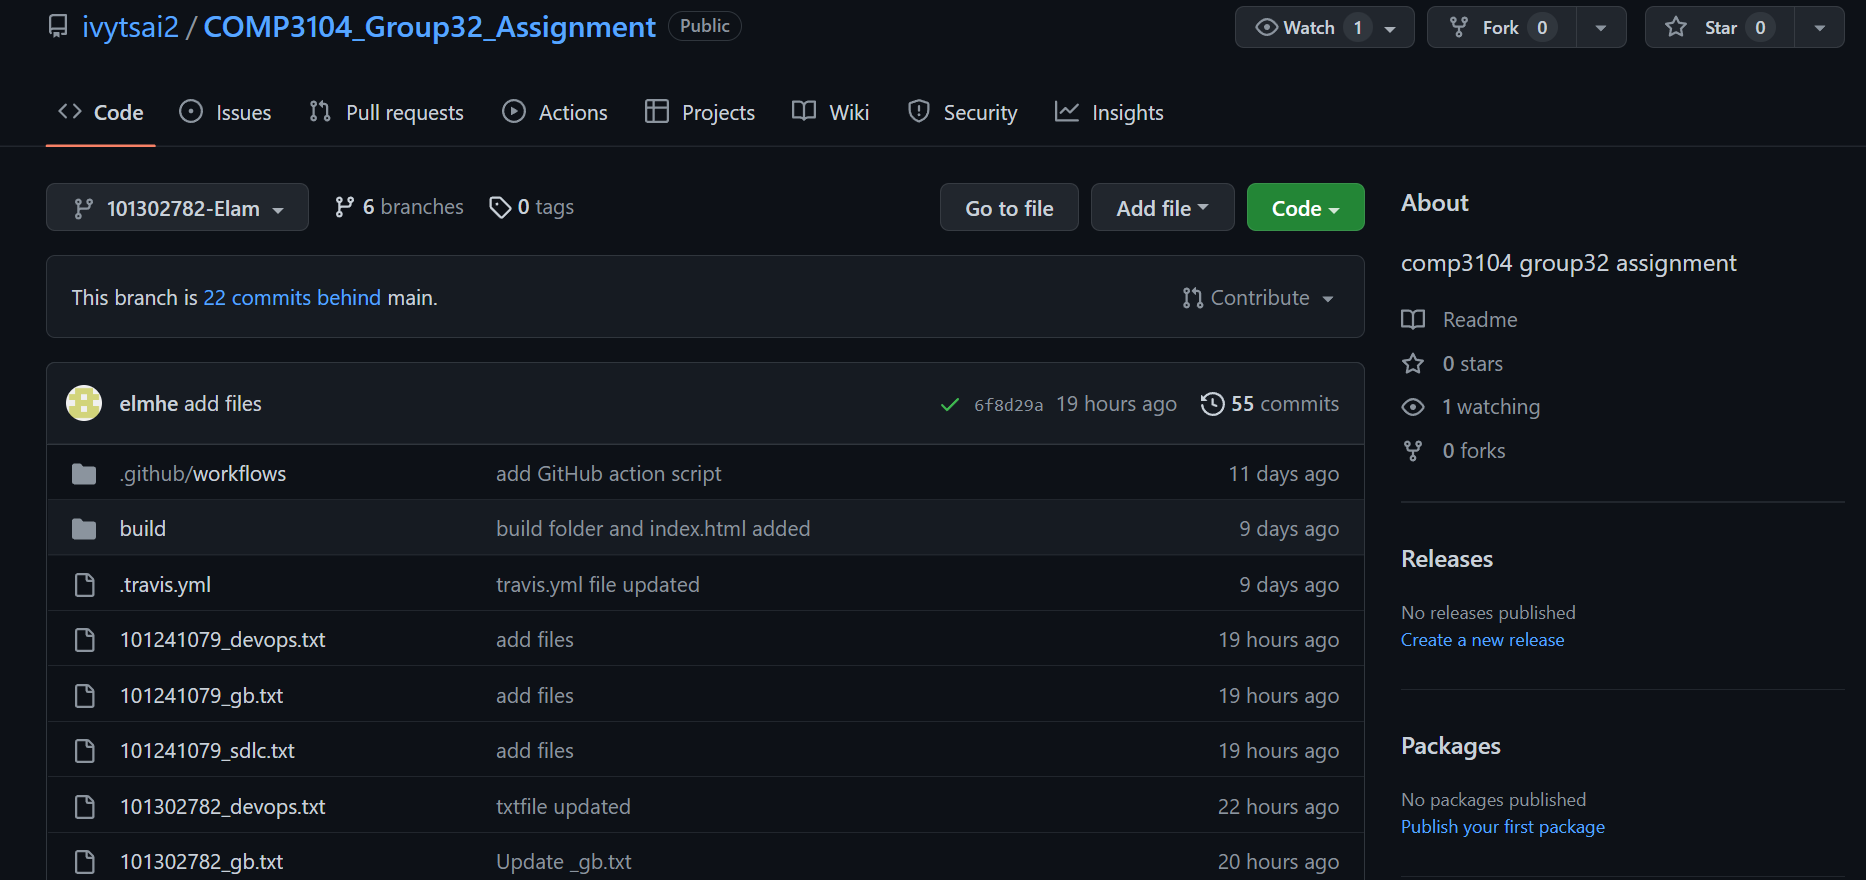 ivytsai2 / COMP3104_Group32_Assignment Public Watch 1 Fork 0 Star 0
Code Issues Pull requests Actions Projects Wiki Security Insights
101302782-Elam 6 branches 0 tags Go to file Add file Code
This branch is 22 commits behind main. Contribute
elmhe add files 6f8d29a 19 hours ago 55 commits
.github/workflows add GitHub action script 11 days ago
build build folder and index.html added 9 days ago
.travis.yml travis.yml file updated 9 days ago
101241079_devops.txt add files 19 hours ago
101241079_gb.txt add files 19 hours ago
101241079_sdlc.txt add files 19 hours ago
101302782_devops.txt txtfile updated 22 hours ago
101302782_gb.txt Update _gb.txt 20 hours ago
About
comp3104 group32 assignment
Readme
0 stars
1 watching
0 forks
Releases
No releases published
Create a new release
Packages
No packages published
Publish your first package